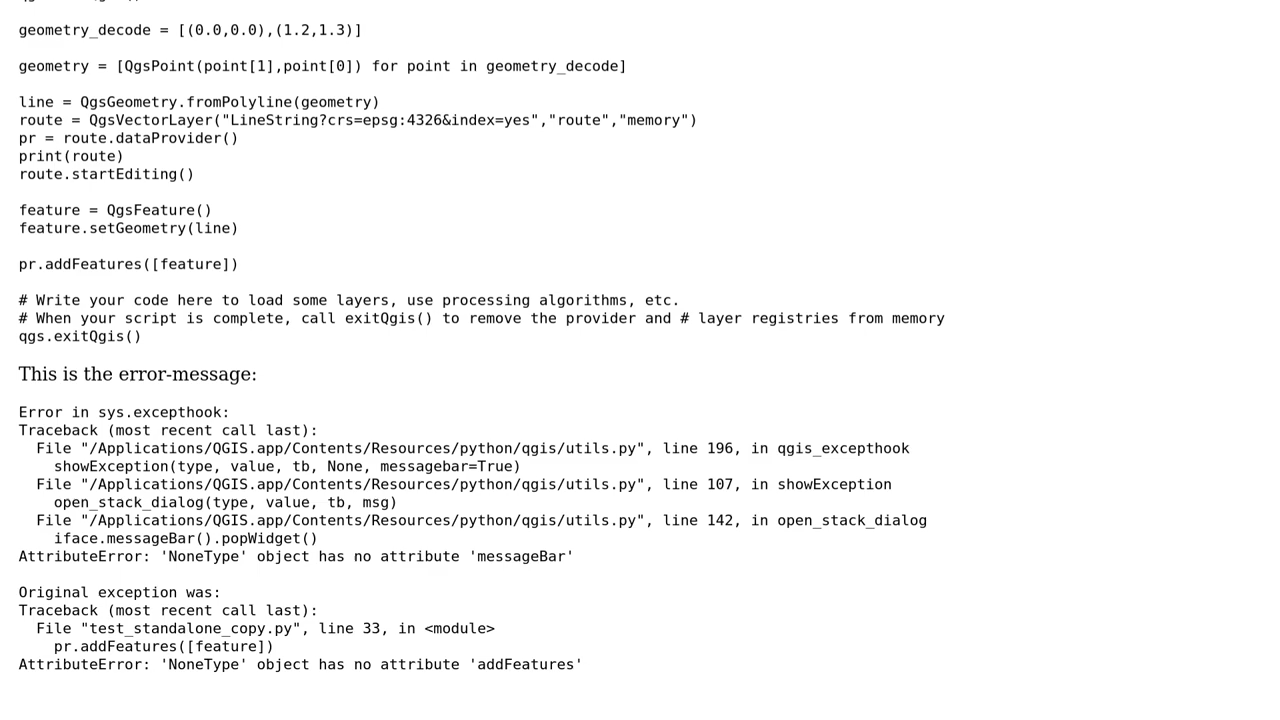 geometry_decode = [(0.0,0.0),(1.2,1.3)]
geometry = [QgsPoint(point[1],point[0]) for point in geometry_decode]
line = QgsGeometry.fromPolyline(geometry)
route = QgsVectorLayer("LineString?crs=epsg:4326&index=yes","route","memory")
pr = route.dataProvider()
print(route)
route.startEditing()
feature = QgsFeature()
feature.setGeometry(line)
pr.addFeatures([feature])
# Write your code here to load some layers, use processing algorithms, etc.
# When your script is complete, call exitQgis() to remove the provider and # layer registries from memory
qgs.exitQgis()
This is the error-message:
Error in sys.excepthook:
Traceback (most recent call last):
  File "/Applications/QGIS.app/Contents/Resources/python/qgis/utils.py", line 196, in qgis_excepthook
    showException(type, value, tb, None, messagebar=True)
  File "/Applications/QGIS.app/Contents/Resources/python/qgis/utils.py", line 107, in showException
    open_stack_dialog(type, value, tb, msg)
  File "/Applications/QGIS.app/Contents/Resources/python/qgis/utils.py", line 142, in open_stack_dialog
    iface.messageBar().popWidget()
AttributeError: 'NoneType' object has no attribute 'messageBar'
Original exception was:
Traceback (most recent call last):
  File "test_standalone_copy.py", line 33, in <module>
    pr.addFeatures([feature])
AttributeError: 'NoneType' object has no attribute 'addFeatures'